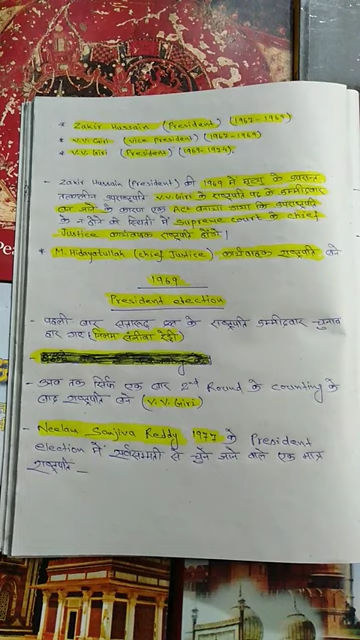 * Zakir Hussain (President) (1967-1969)
* V.V. Giri (Vice President) (1967-1969)
* V.V. Giri (President) (1969-1974)
- Zakir Hussain (President) की 1969 में मृत्यु के उपरान्त
तत्कालीन उपराष्ट्रपति V.V. Giri के राष्ट्रपति पद के उम्मीदवार
बन जाने के कारण एक Act बनाया गया कि उपराष्ट्रपति
के न होने की स्थिति में Supreme Court के chief
Justice कार्यवाहक राष्ट्रपति होंगे।
* M. Hidayatullah (Chief Justice) कार्यवाहक राष्ट्रपति बने
1969
President election
- पहली बार सत्तारूढ़ दल के राष्ट्रपति उम्मीदवार चुनाव
हार गए (नीलम संजीवा रेड्डी)
- अब तक सिर्फ एक बार 2nd Round के counting के
बाद राष्ट्रपति बने (V.V. Giri)
- Neelam Sanjiva Reddy 1977 के President
election में सर्वसम्मति से चुने जाने वाले एक मात्र
राष्ट्रपति